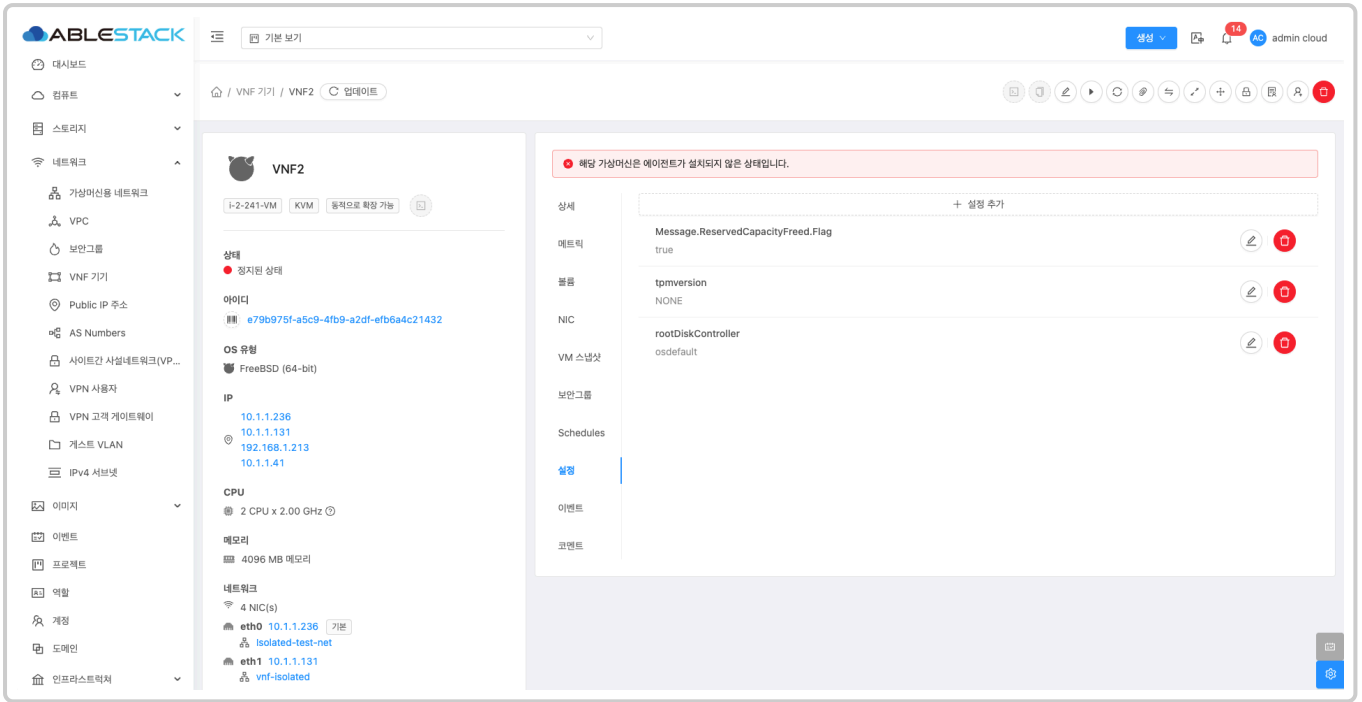 ABLESTACK
기본 보기
생성
14
AC
admin cloud
대시보드
컴퓨트
스토리지
네트워크
가상머신용 네트워크
VPC
보안그룹
VNF 기기
Public IP 주소
AS Numbers
사이트간 사설네트워크(VP...
VPN 사용자
VPN 고객 게이트웨이
게스트 VLAN
IPv4 서브넷
이미지
이벤트
프로젝트
역할
계정
도메인
인프라스트럭쳐
/ VNF 기기 / VNF2 업데이트
VNF2
i-2-241-VM KVM 동적으로 확장 가능
상태
정지된 상태
아이디
e79b975f-a5c9-4fb9-a2df-efb6a4c21432
OS 유형
FreeBSD (64-bit)
IP
10.1.1.236
10.1.1.131
192.168.1.213
10.1.1.41
CPU
2 CPU x 2.00 GHz
메모리
4096 MB 메모리
네트워크
4 NIC(s)
eth0 10.1.1.236 기본
isolated-test-net
eth1 10.1.1.131
vnf-isolated
해당 가상머신은 에이전트가 설치되지 않은 상태입니다.
상세
메트릭
볼륨
NIC
VM 스냅샷
보안그룹
Schedules
설정
이벤트
코멘트
+ 설정 추가
Message.ReservedCapacityFreed.Flag
true
tpmversion
NONE
rootDiskController
osdefault